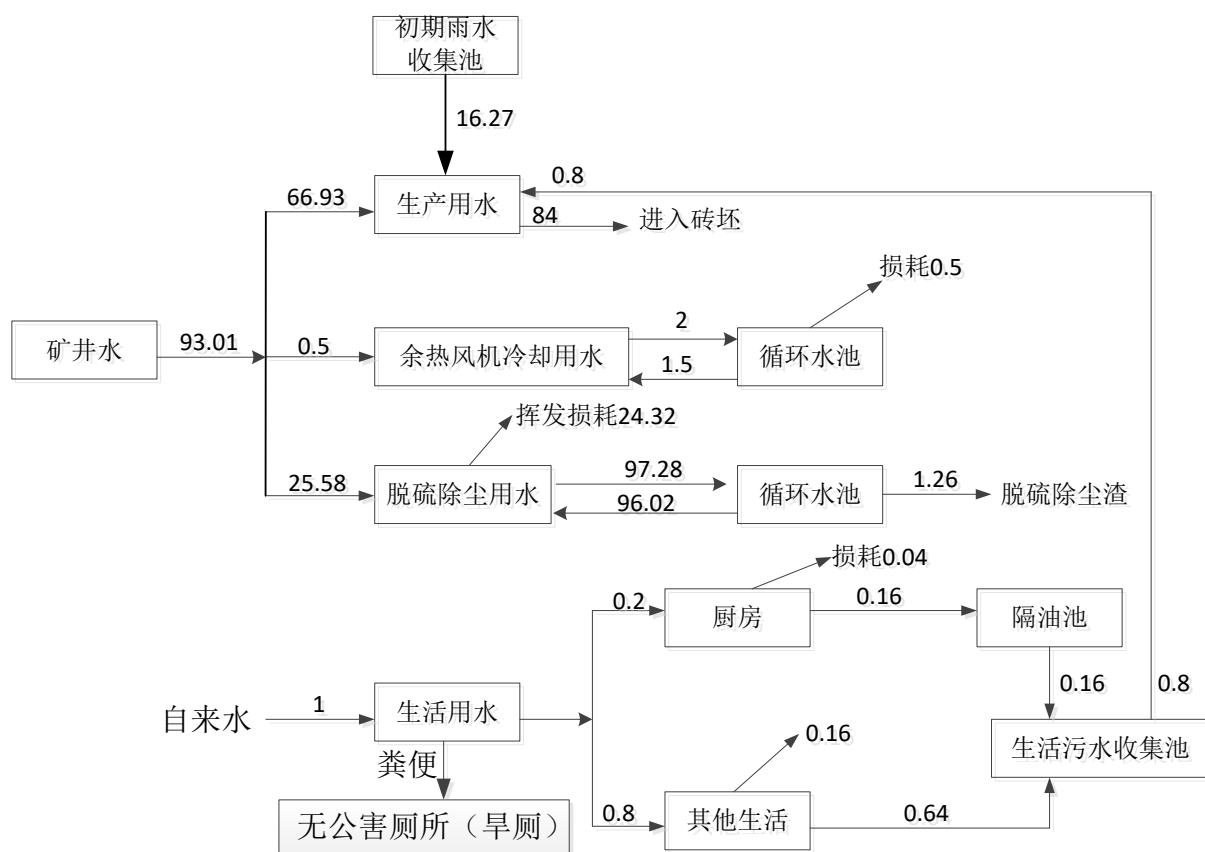 初期雨水
收集池
16.27
0.8
66.93
生产用水
84
进入砖坯
损耗0.5
矿井水
93.01
0.5
余热风机冷却用水
2
1.5
循环水池
挥发损耗24.32
25.58
脱硫除尘用水
97.28
96.02
循环水池
1.26
脱硫除尘渣
损耗0.04
0.2
厨房
0.16
隔油池
0.16
0.8
自来水
1
生活用水
0.16
生活污水收集池
粪便
无公害厕所（旱厕）
0.8
其他生活
0.64